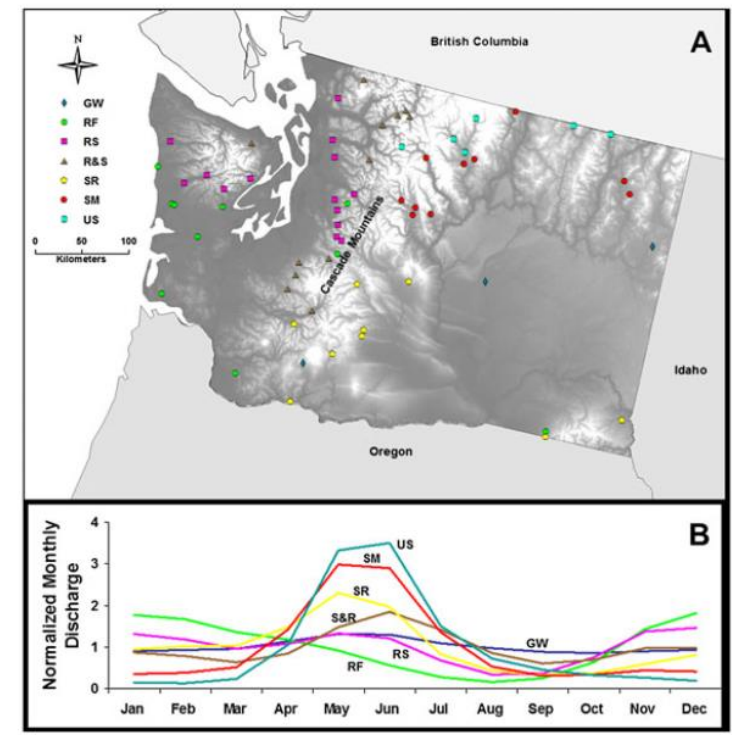 British Columbia
A
N
GW
RF
RS
R&S
SR
SM
US
0 50 100
Kilometers
Cascade Mountains
Idaho
Oregon
B
Normalized Monthly
Discharge
4
3
2
1
0
US
SM
SR
S&R
GW
RS
RF
Jan Feb Mar Apr May Jun Jul Aug Sep Oct Nov Dec